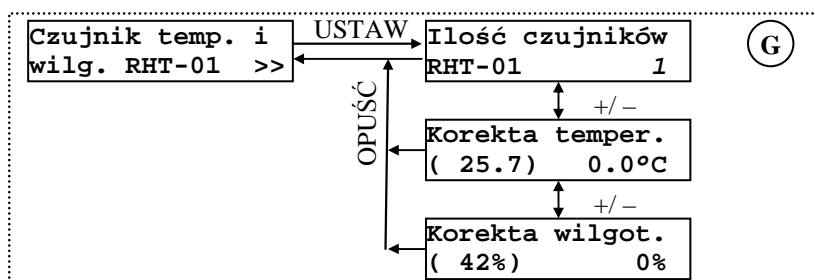 Czujnik temp. i
wilg. RHT-01 >>
USTAW
Ilość czujników
RHT-01 1
G
+/–
OPUŚĆ
Korekta temper.
( 25.7) 0.0°C
+/–
Korekta wilgot.
( 42%) 0%